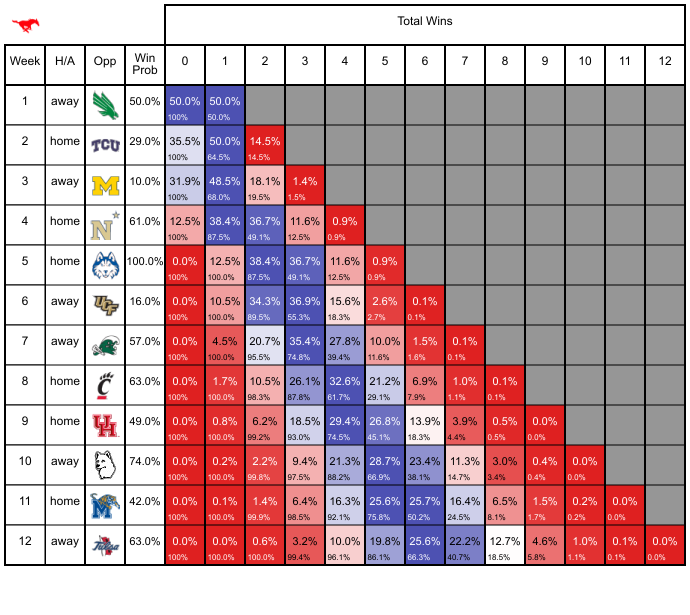 Total Wins
Week H/A Opp Win Prob 0 1 2 3 4 5 6 7 8 9 10 11 12
1 away 50.0% 50.0% 50.0%
100% 50.0%
2 home TCU 29.0% 35.5% 50.0% 14.5%
100% 64.5% 14.5%
3 away M 10.0% 31.9% 48.5% 18.1% 1.4%
100% 68.0% 19.5% 1.5%
4 home N 61.0% 12.5% 38.4% 36.7% 11.6% 0.9%
100% 87.5% 49.1% 12.5% 0.9%
5 home 100.0% 0.0% 12.5% 38.4% 36.7% 11.6% 0.9%
100% 100.0% 87.5% 49.1% 12.5% 0.9%
6 away UCF 16.0% 0.0% 10.5% 34.3% 36.9% 15.6% 2.6% 0.1%
100% 100.0% 89.5% 55.3% 18.3% 2.7% 0.1%
7 away 57.0% 0.0% 4.5% 20.7% 35.4% 27.8% 10.0% 1.5% 0.1%
100% 100.0% 95.5% 74.8% 39.4% 11.6% 1.6% 0.1%
8 home C 63.0% 0.0% 1.7% 10.5% 26.1% 32.6% 21.2% 6.9% 1.0% 0.1%
100% 100.0% 98.3% 87.8% 61.7% 29.1% 7.9% 1.1% 0.1%
9 home UH 49.0% 0.0% 0.8% 6.2% 18.5% 29.4% 26.8% 13.9% 3.9% 0.5% 0.0%
100% 100.0% 99.2% 93.0% 74.5% 45.1% 18.3% 4.4% 0.5% 0.0%
10 away 74.0% 0.0% 0.2% 2.2% 9.4% 21.3% 28.7% 23.4% 11.3% 3.0% 0.4% 0.0%
100% 100.0% 99.8% 97.5% 88.2% 66.9% 38.1% 14.7% 3.4% 0.4% 0.0%
11 home M 42.0% 0.0% 0.1% 1.4% 6.4% 16.3% 25.6% 25.7% 16.4% 6.5% 1.5% 0.2% 0.0%
100% 100.0% 99.9% 98.5% 92.1% 75.8% 50.2% 24.5% 8.1% 1.7% 0.2% 0.0%
12 away Tulsa 63.0% 0.0% 0.0% 0.6% 3.2% 10.0% 19.8% 25.6% 22.2% 12.7% 4.6% 1.0% 0.1% 0.0%
100% 100.0% 100.0% 99.4% 96.1% 86.1% 66.3% 40.7% 18.5% 5.8% 1.1% 0.1% 0.0%